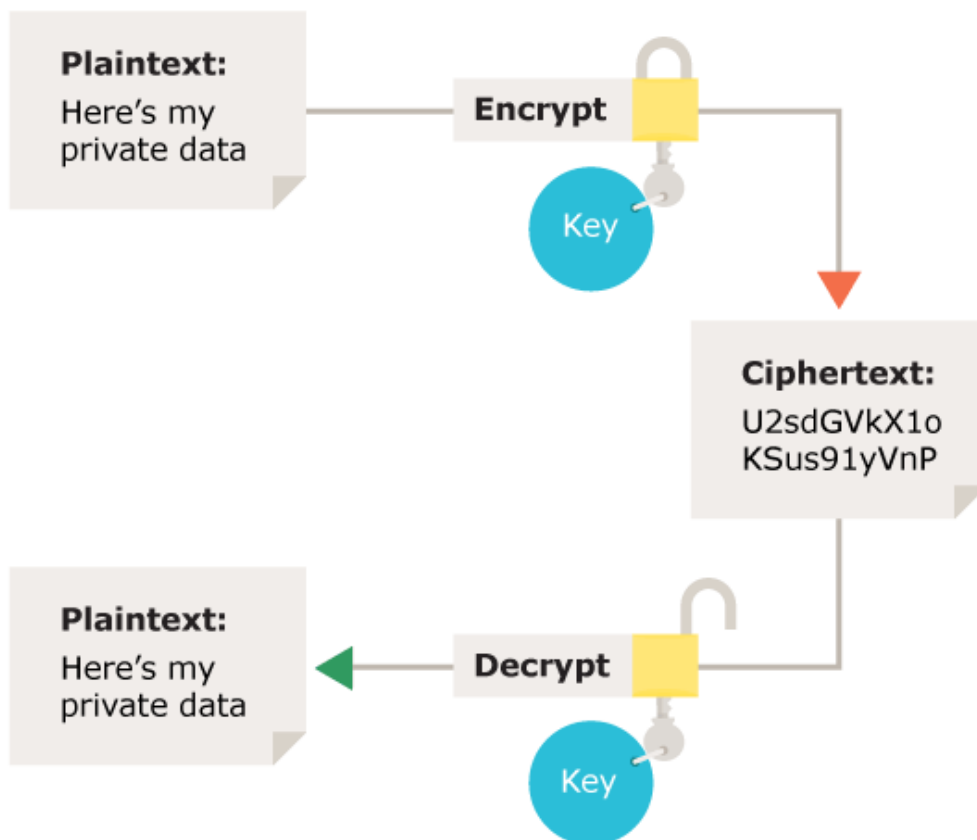 Plaintext:
Here’s my
private data
Encrypt
Key
Ciphertext:
U2sdGVkX1o
KSus91yVnP
Plaintext:
Here’s my
private data
Decrypt
Key